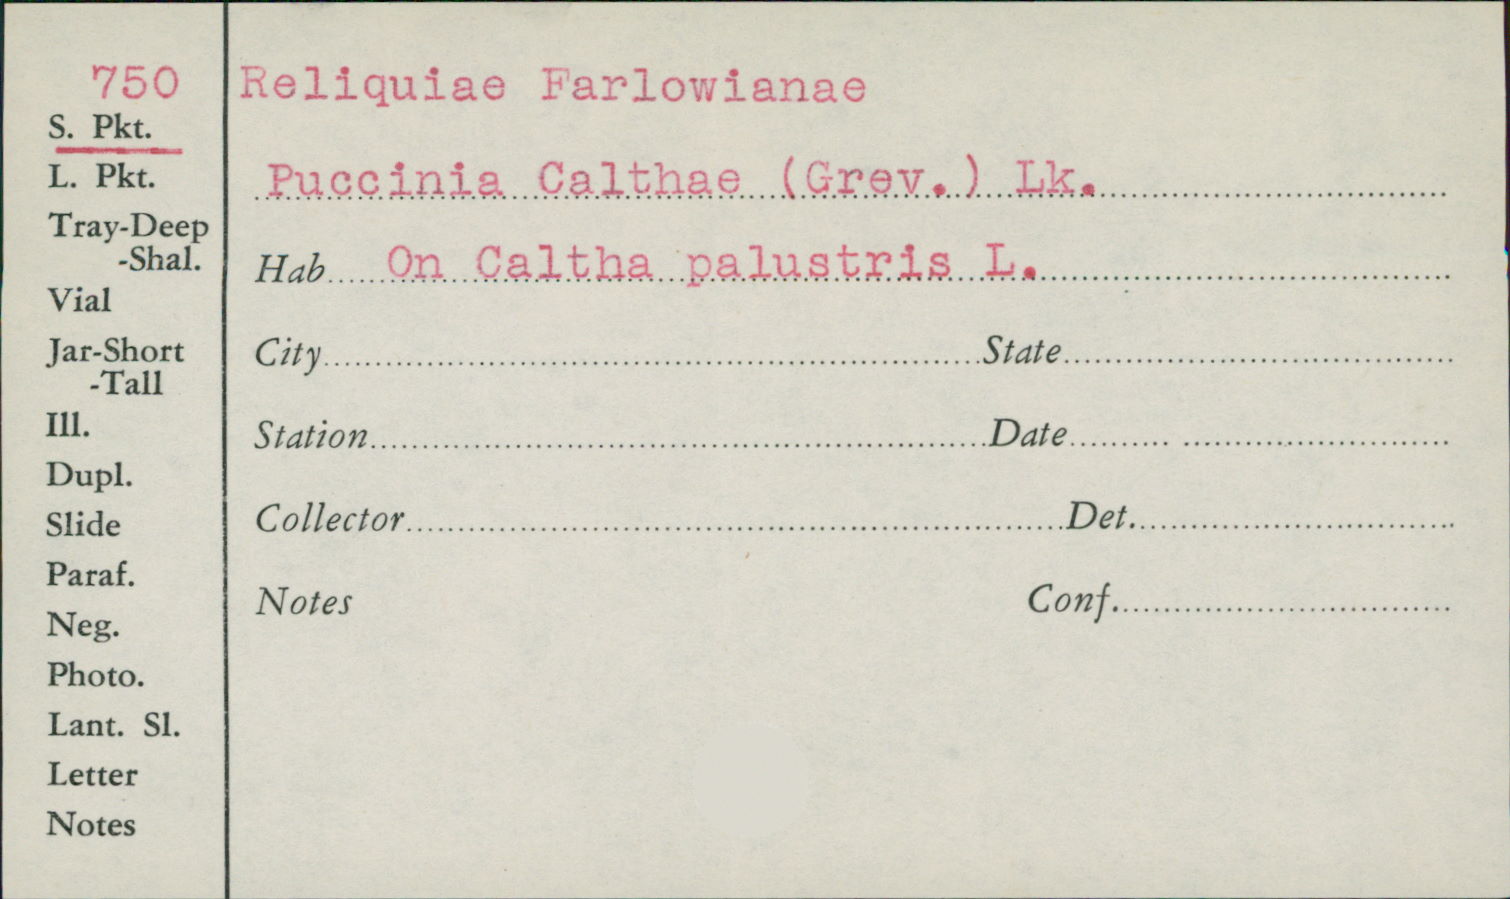 750
S. Pkt.
L. Pkt.
Tray-Deep
-Shal.
Vial
Jar-Short
-Tall
Ill.
Dupl.
Slide
Paraf.
Neg.
Photo.
Lant. Sl.
Letter
Notes
Reliquiae Farlowianae
Puccinia Calthae (Grev.) Lk.
Hab On Caltha palustris L.
City State
Station Date
Collector Det.
Notes Conf.